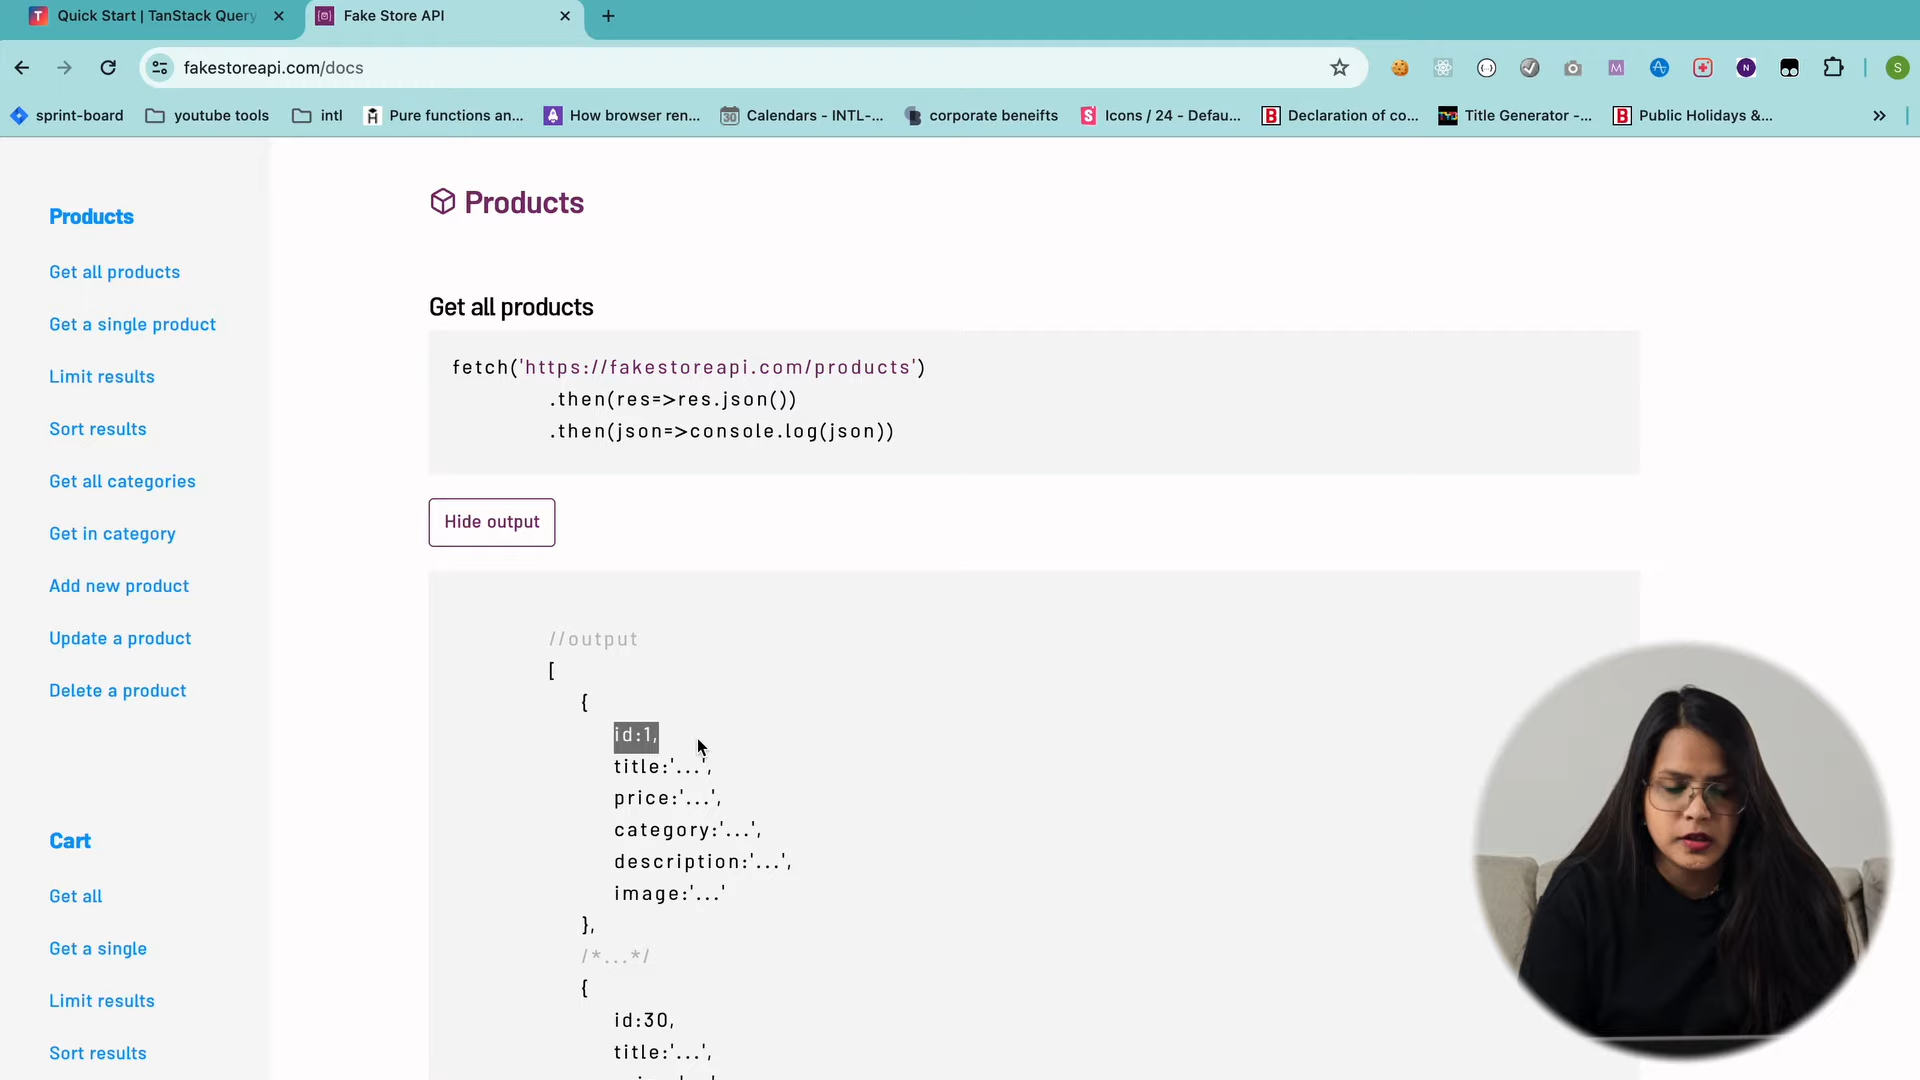 Quick Start | TanStack Query
Fake Store API
fakestoreapi.com/docs
S
sprint-board
youtube tools
intl
Pure functions an...
How browser ren...
Calendars - INTL-...
corporate beneifts
Icons / 24 - Defau...
Declaration of co...
Title Generator -...
Public Holidays &...
Products
Get all products
Get a single product
Limit results
Sort results
Get all categories
Get in category
Add new product
Update a product
Delete a product
Cart
Get all
Get a single
Limit results
Sort results
Products
Get all products
fetch('https://fakestoreapi.com/products')
.then(res=>res.json())
.then(json=>console.log(json))
Hide output
//output
[
{
id:1,
title:'...',
price:'...',
category:'...',
description:'...',
image:'...'
},
/*...*/
{
id:30,
title:'...',